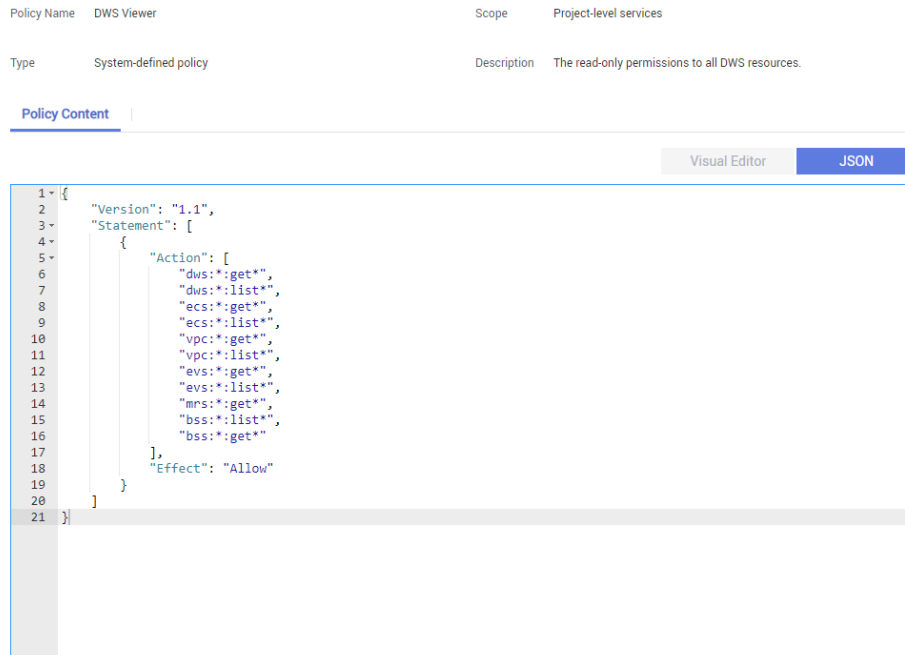 Policy Name DWS Viewer Scope Project-level services
Type System-defined policy Description The read-only permissions to all DWS resources.
Policy Content
Visual Editor JSON
1 {
2 "Version": "1.1",
3 "Statement": [
4 {
5 "Action": [
6 "dws:*:get*",
7 "dws:*:list*",
8 "ecs:*:get*",
9 "ecs:*:list*",
10 "vpc:*:get*",
11 "vpc:*:list*",
12 "evs:*:get*",
13 "evs:*:list*",
14 "mrs:*:get*",
15 "bss:*:list*",
16 "bss:*:get*"
17 ],
18 "Effect": "Allow"
19 }
20 ]
21 }